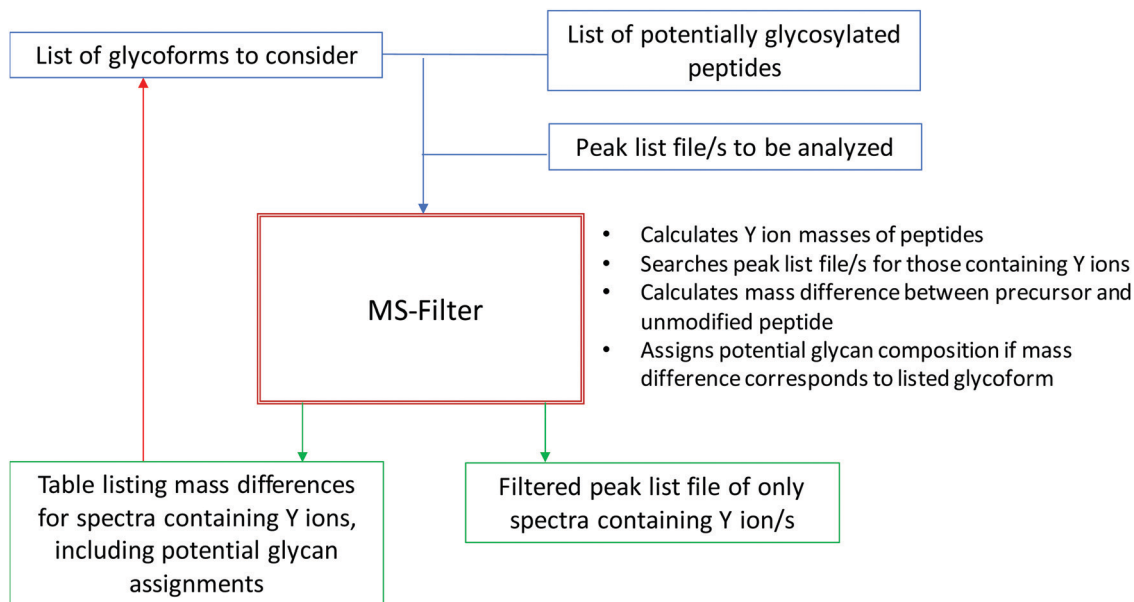 List of glycoforms to consider
List of potentially glycosylated
peptides
Peak list file/s to be analyzed
MS-Filter
• Calculates Y ion masses of peptides
• Searches peak list file/s for those containing Y ions
• Calculates mass difference between precursor and
unmodified peptide
• Assigns potential glycan composition if mass
difference corresponds to listed glycoform
Table listing mass differences
for spectra containing Y ions,
including potential glycan
assignments
Filtered peak list file of only
spectra containing Y ion/s